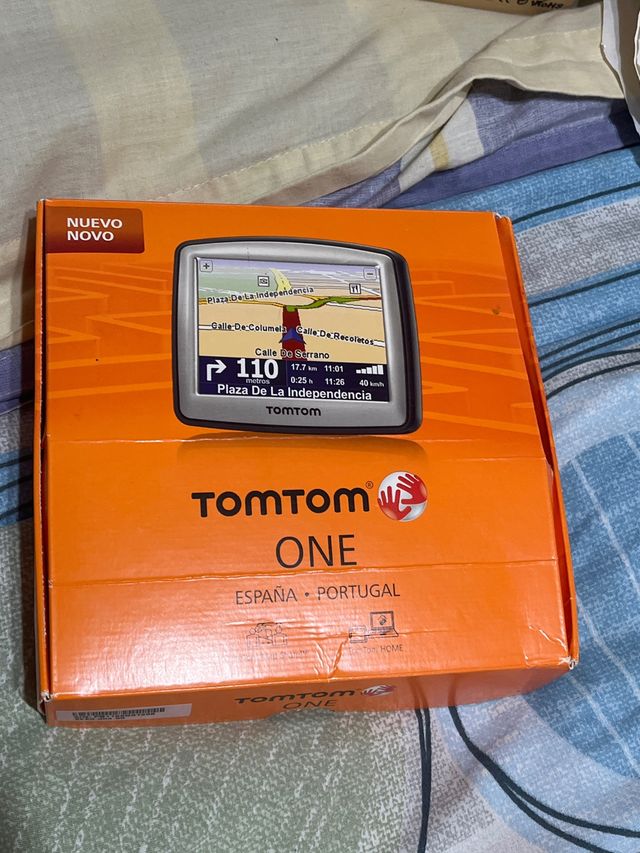 NUEVO
NOVO
Plaza De La Independencia
Calle De Columela
Calle De Recoletos
Calle De Serrano
110
metros
17.7 km 11:01
0:25 h 11:26 40 km/h
Plaza De La Independencia
TOMTOM
TOMTOM®
ONE
ESPAÑA • PORTUGAL
TomTom HOME
TOMTOM
ONE